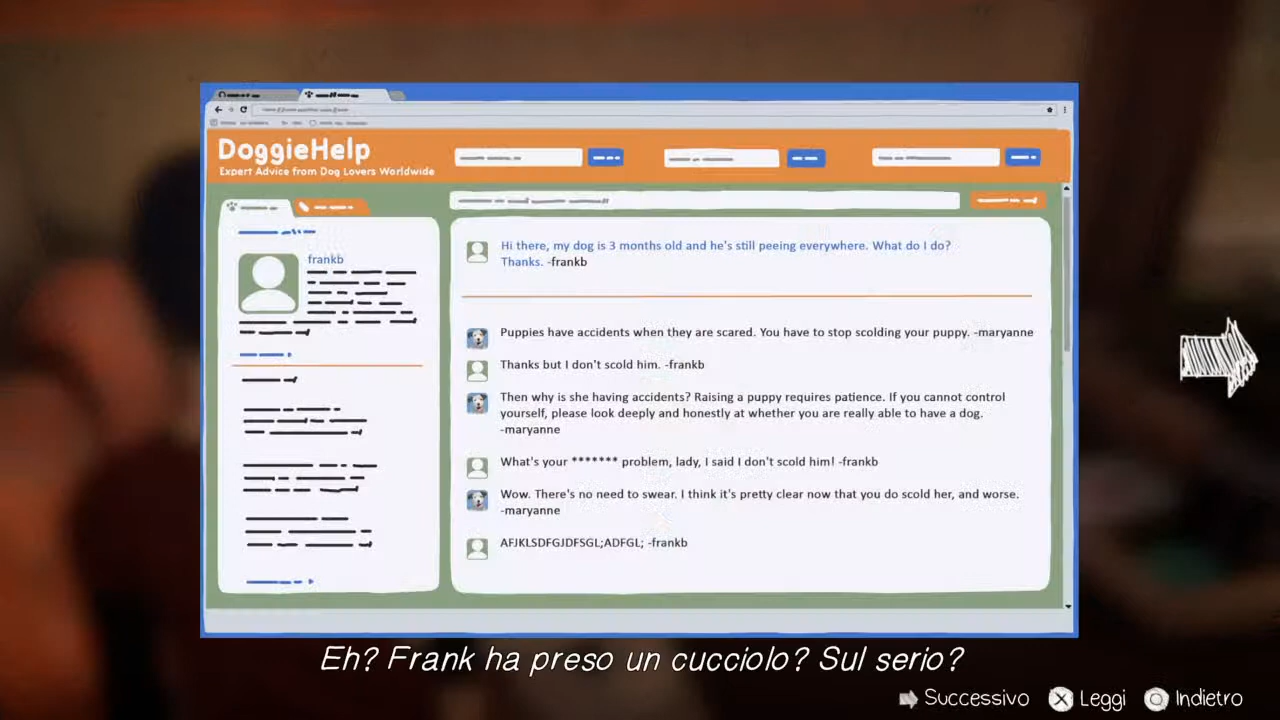 DoggieHelp
Expert Advice from Dog Lovers Worldwide
frankb
Hi there, my dog is 3 months old and he's still peeing everywhere. What do I do?
Thanks. -frankb
Puppies have accidents when they are scared. You have to stop scolding your puppy. -maryanne
Thanks but I don't scold him. -frankb
Then why is she having accidents? Raising a puppy requires patience. If you cannot control
yourself, please look deeply and honestly at whether you are really able to have a dog.
-maryanne
What's your ******* problem, lady, I said I don't scold him! -frankb
Wow. There's no need to swear. I think it's pretty clear now that you do scold her, and worse.
-maryanne
AFJKLSDFGJDFSGL;ADFGL; -frankb
Eh? Frank ha preso un cucciolo? Sul serio?
Successivo Leggi Indietro